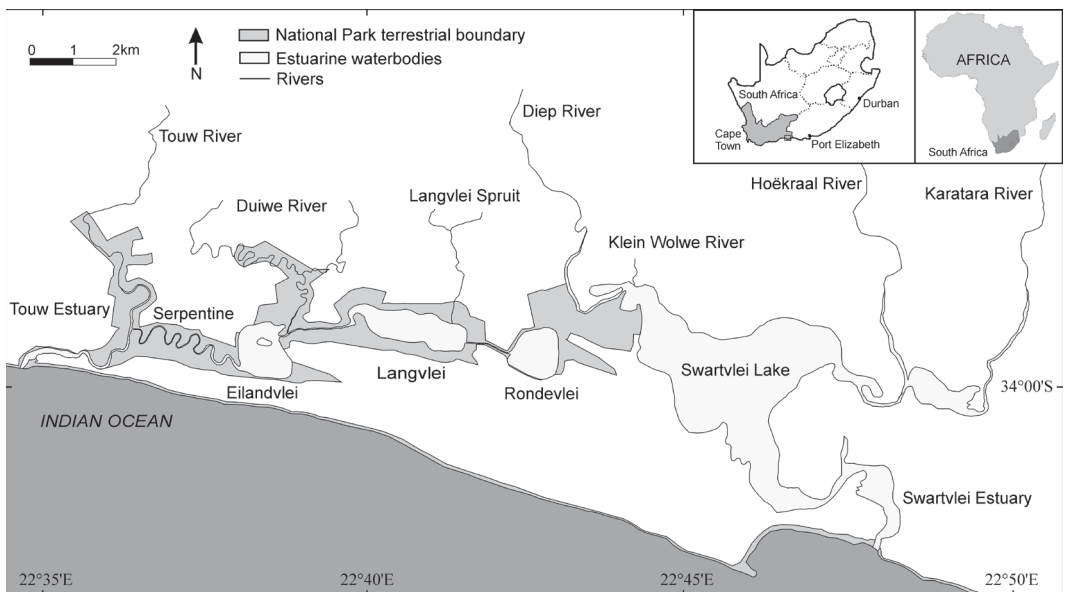 0 1 2km
N
National Park terrestrial boundary
Estuarine waterbodies
Rivers
South Africa
Durban
Cape
Town
Port Elizabeth
AFRICA
South Africa
Touw River
Diep River
Duiwe River
Langvlei Spruit
Hoëkraal River
Karatara River
Klein Wolwe River
Touw Estuary
Serpentine
Eilandvlei
Langvlei
Rondevlei
Swartvlei Lake
34°00'S
INDIAN OCEAN
Swartvlei Estuary
22°35'E
22°40'E
22°45'E
22°50'E